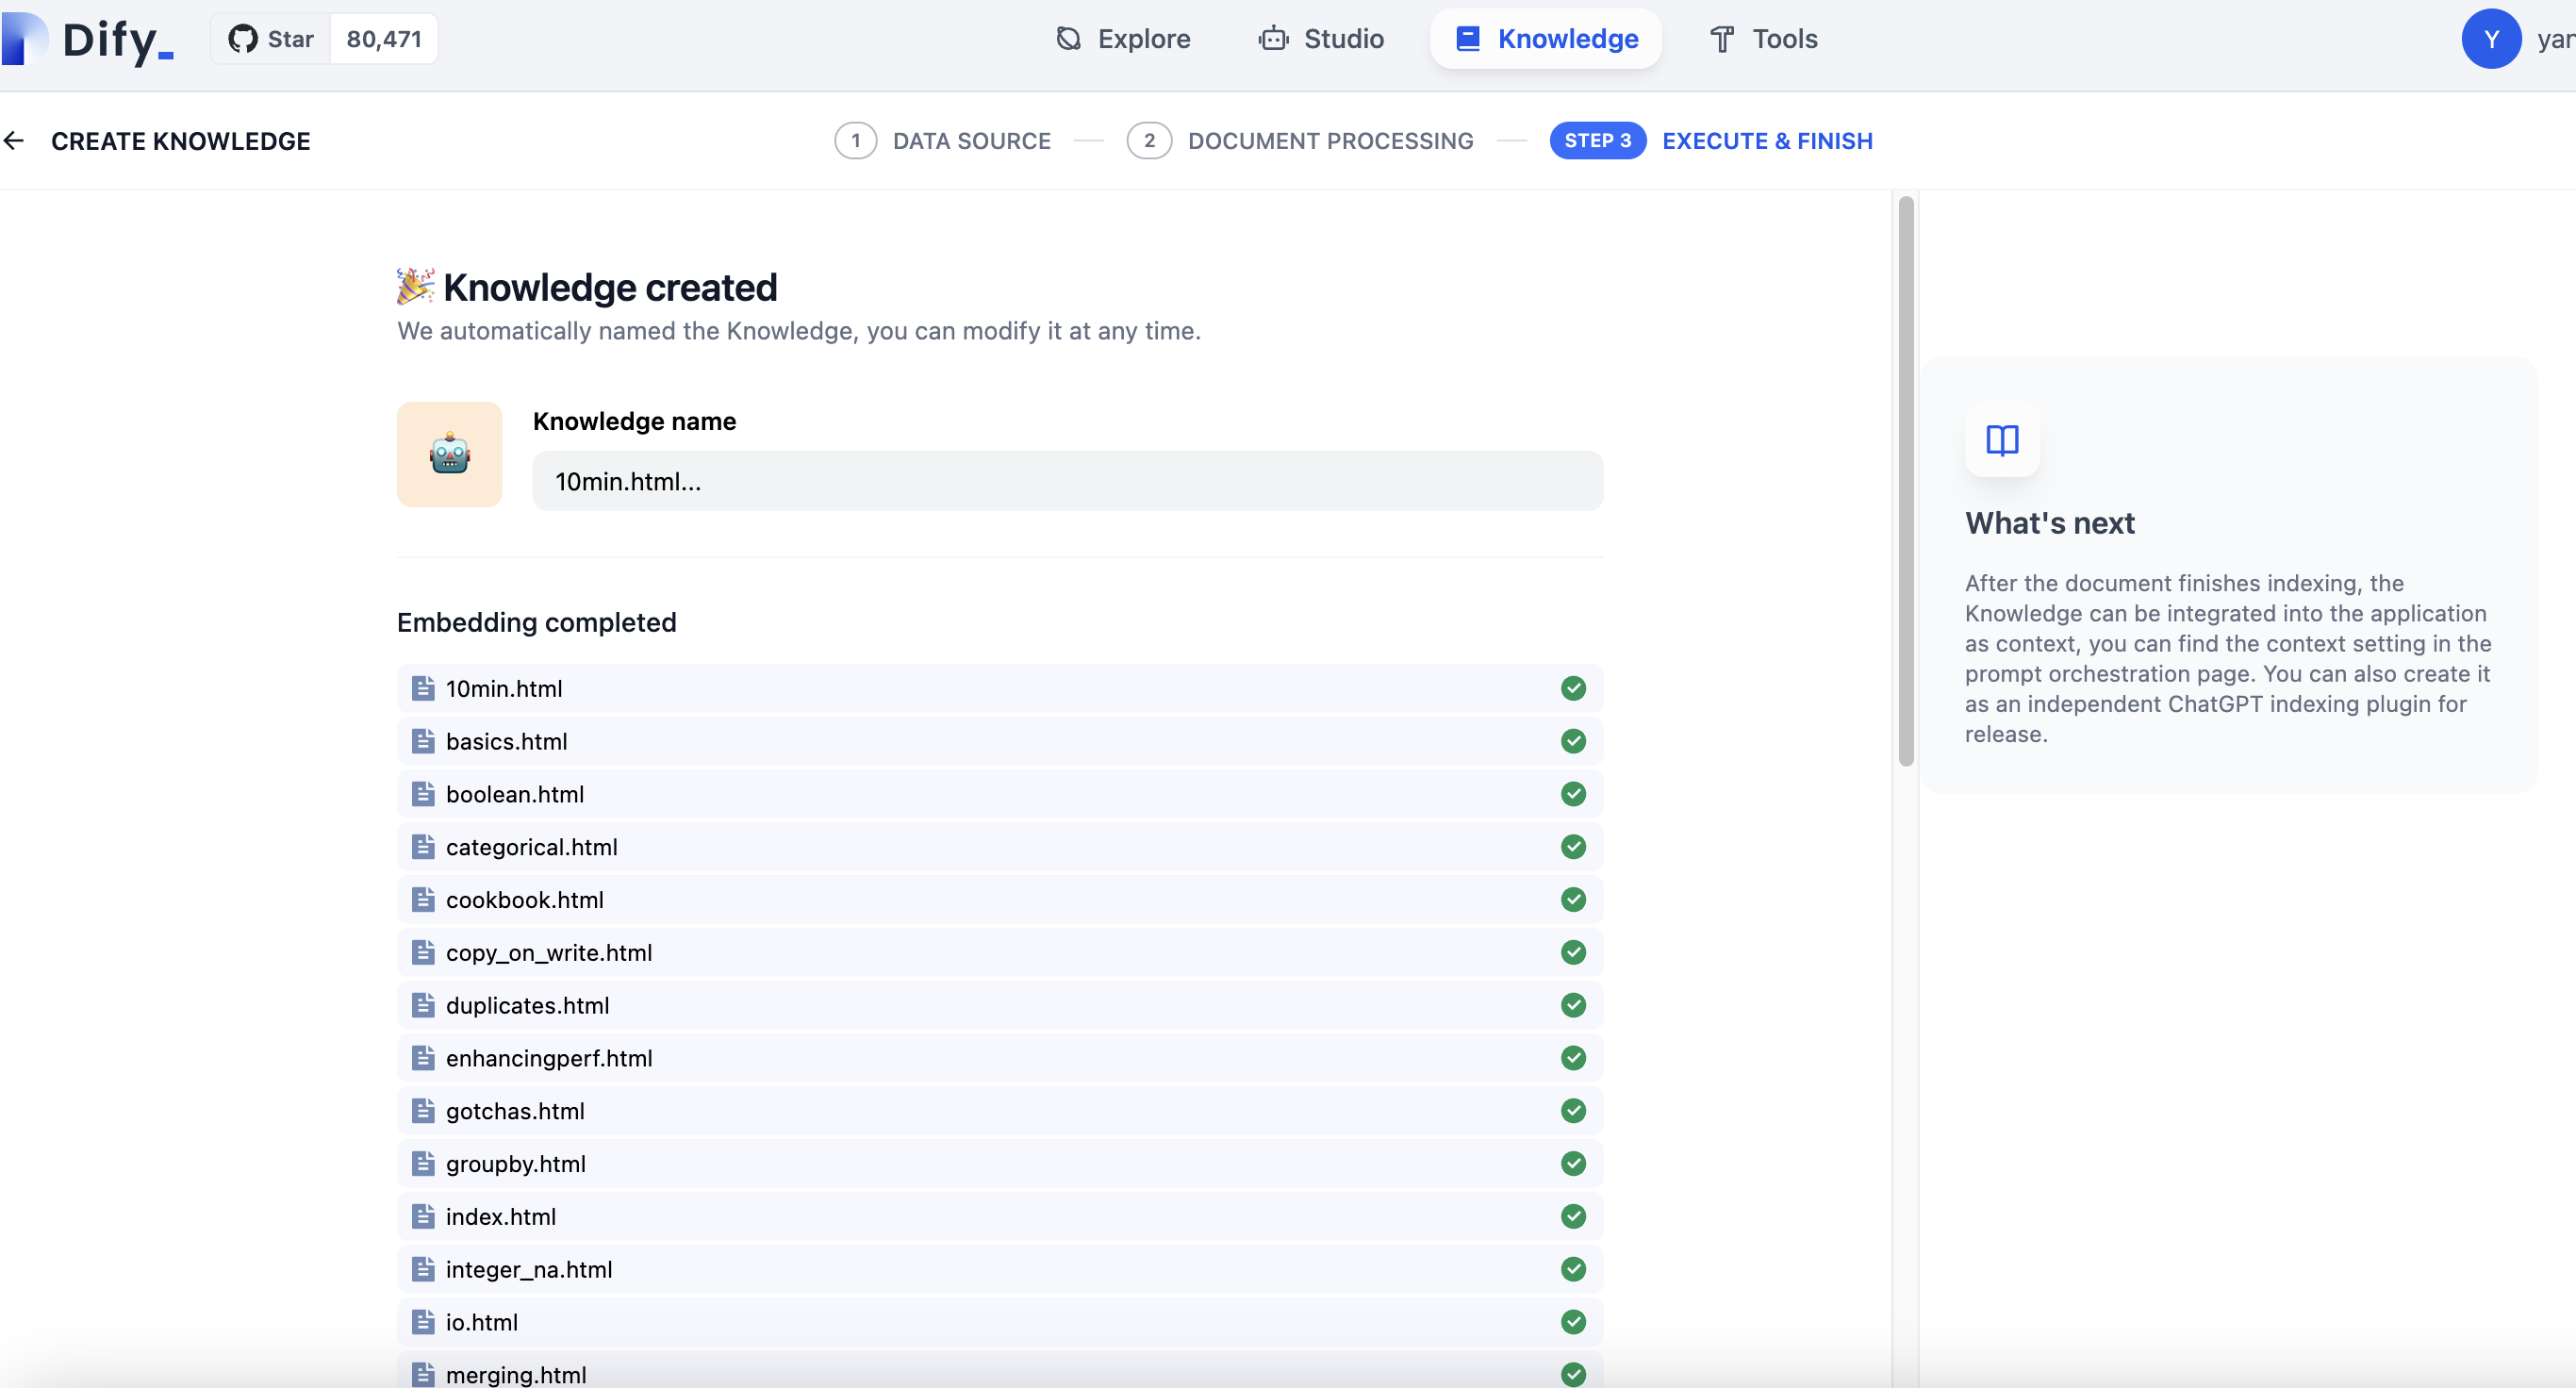 Dify_
Star 80,471
Explore
Studio
Knowledge
Tools
Y yan
CREATE KNOWLEDGE
1 DATA SOURCE
2 DOCUMENT PROCESSING
STEP 3 EXECUTE & FINISH
🎉 Knowledge created
We automatically named the Knowledge, you can modify it at any time.
Knowledge name
10min.html...
Embedding completed
10min.html
basics.html
boolean.html
categorical.html
cookbook.html
copy_on_write.html
duplicates.html
enhancingperf.html
gotchas.html
groupby.html
index.html
integer_na.html
io.html
merging.html
What's next
After the document finishes indexing, the
Knowledge can be integrated into the application
as context, you can find the context setting in the
prompt orchestration page. You can also create it
as an independent ChatGPT indexing plugin for
release.